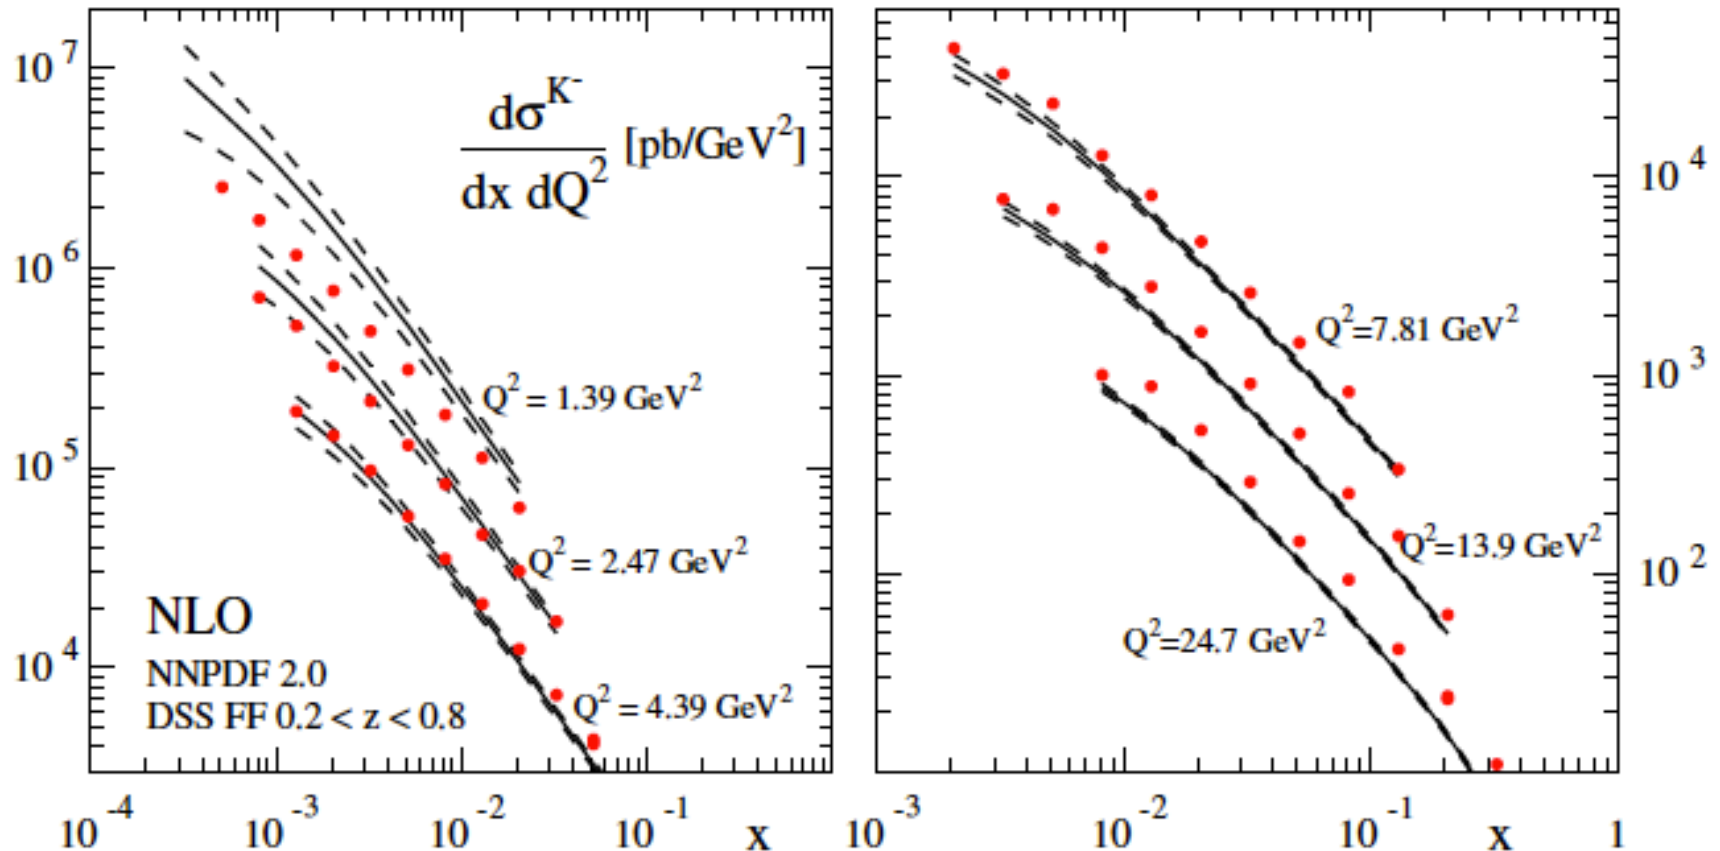 10^7
10^6
10^5
10^4
dσ^K- / dx dQ^2 [pb/GeV^2]
Q^2 = 1.39 GeV^2
Q^2 = 2.47 GeV^2
Q^2 = 4.39 GeV^2
NLO
NNPDF 2.0
DSS FF 0.2 < z < 0.8
10^-4 10^-3 10^-2 10^-1 x
10^4
10^3
10^2
Q^2=7.81 GeV^2
Q^2=13.9 GeV^2
Q^2=24.7 GeV^2
10^-3 10^-2 10^-1 x 1